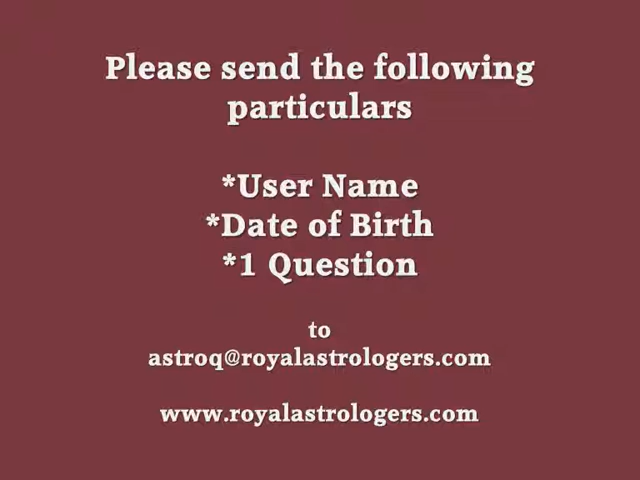 Please send the following
particulars
*User Name
*Date of Birth
*1 Question
to
astroq@royalastrologers.com
www.royalastrologers.com